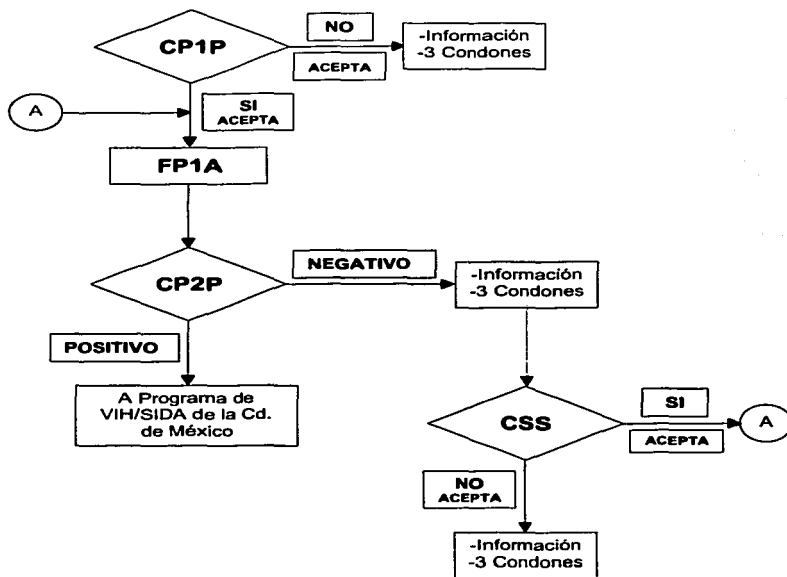 CP1P
NO
ACEPTA
-Información
-3 Condones
A
SI
ACEPTA
FP1A
CP2P
NEGATIVO
-Información
-3 Condones
POSITIVO
A Programa de
VIH/SIDA de la Cd.
de México
CSS
SI
ACEPTA
A
NO
ACEPTA
-Información
-3 Condones